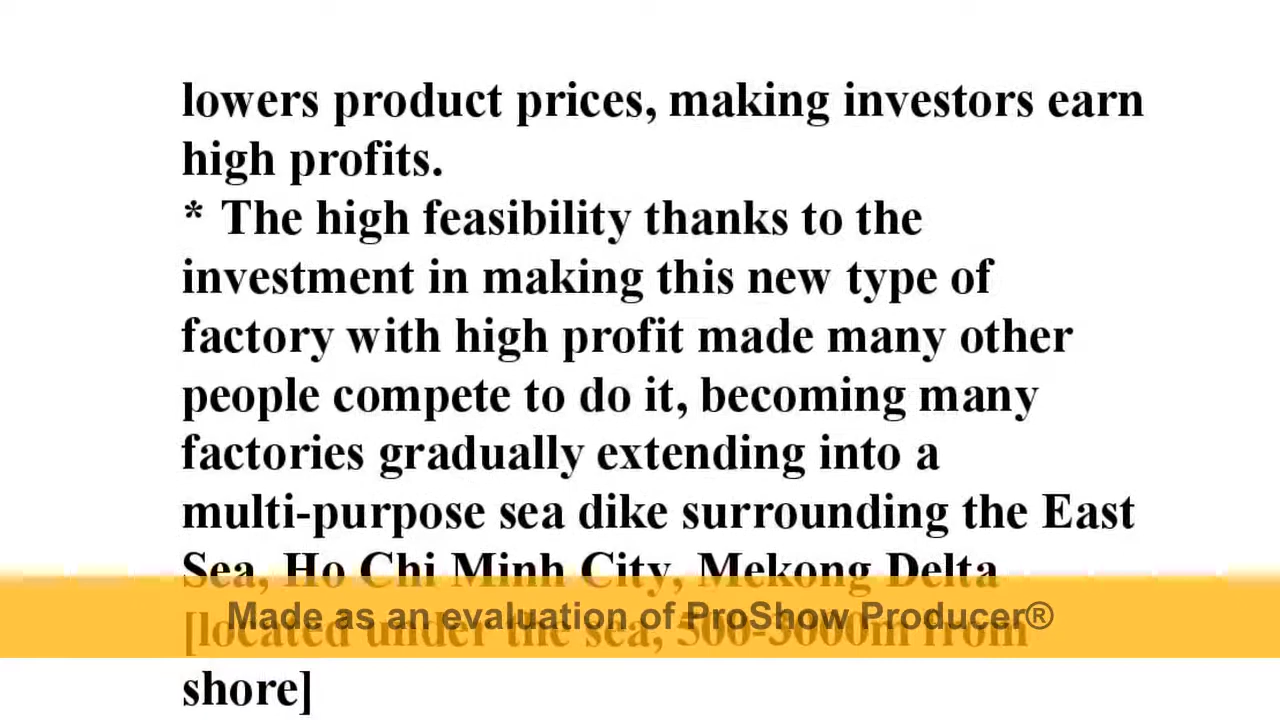 lowers product prices, making investors earn
high profits.
* The high feasibility thanks to the
investment in making this new type of
factory with high profit made many other
people compete to do it, becoming many
factories gradually extending into a
multi-purpose sea dike surrounding the East
Sea, Ho Chi Minh City, Mekong Delta
Made as an evaluation of ProShow Producer®
[located under the sea, 500-3000m from
shore]